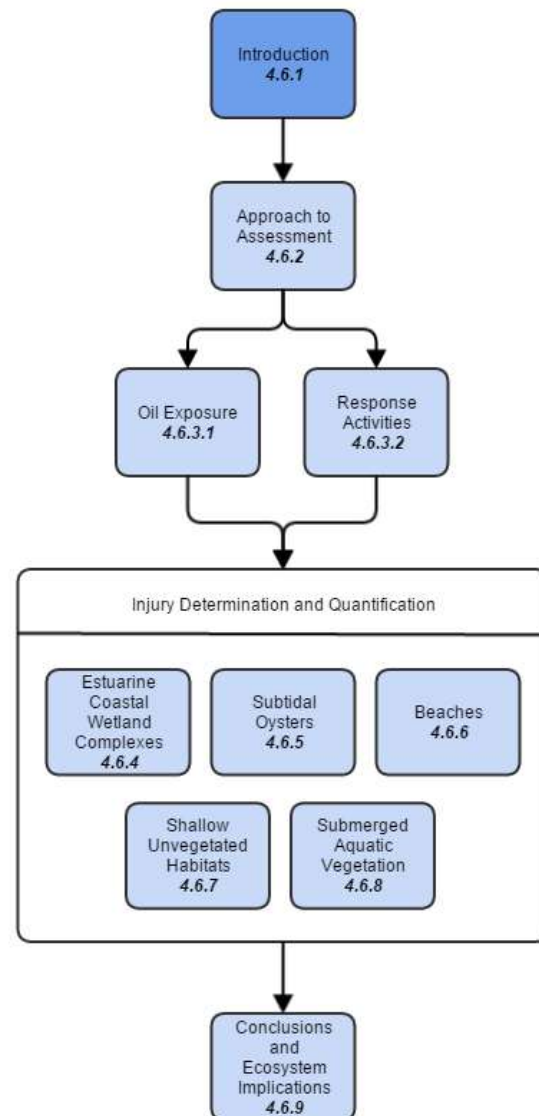 Introduction
4.6.1
Approach to
Assessment
4.6.2
Oil Exposure
4.6.3.1
Response
Activities
4.6.3.2
Injury Determination and Quantification
Estuarine
Coastal
Wetland
Complexes
4.6.4
Subtidal
Oysters
4.6.5
Beaches
4.6.6
Shallow
Unvegetated
Habitats
4.6.7
Submerged
Aquatic
Vegetation
4.6.8
Conclusions
and
Ecosystem
Implications
4.6.9